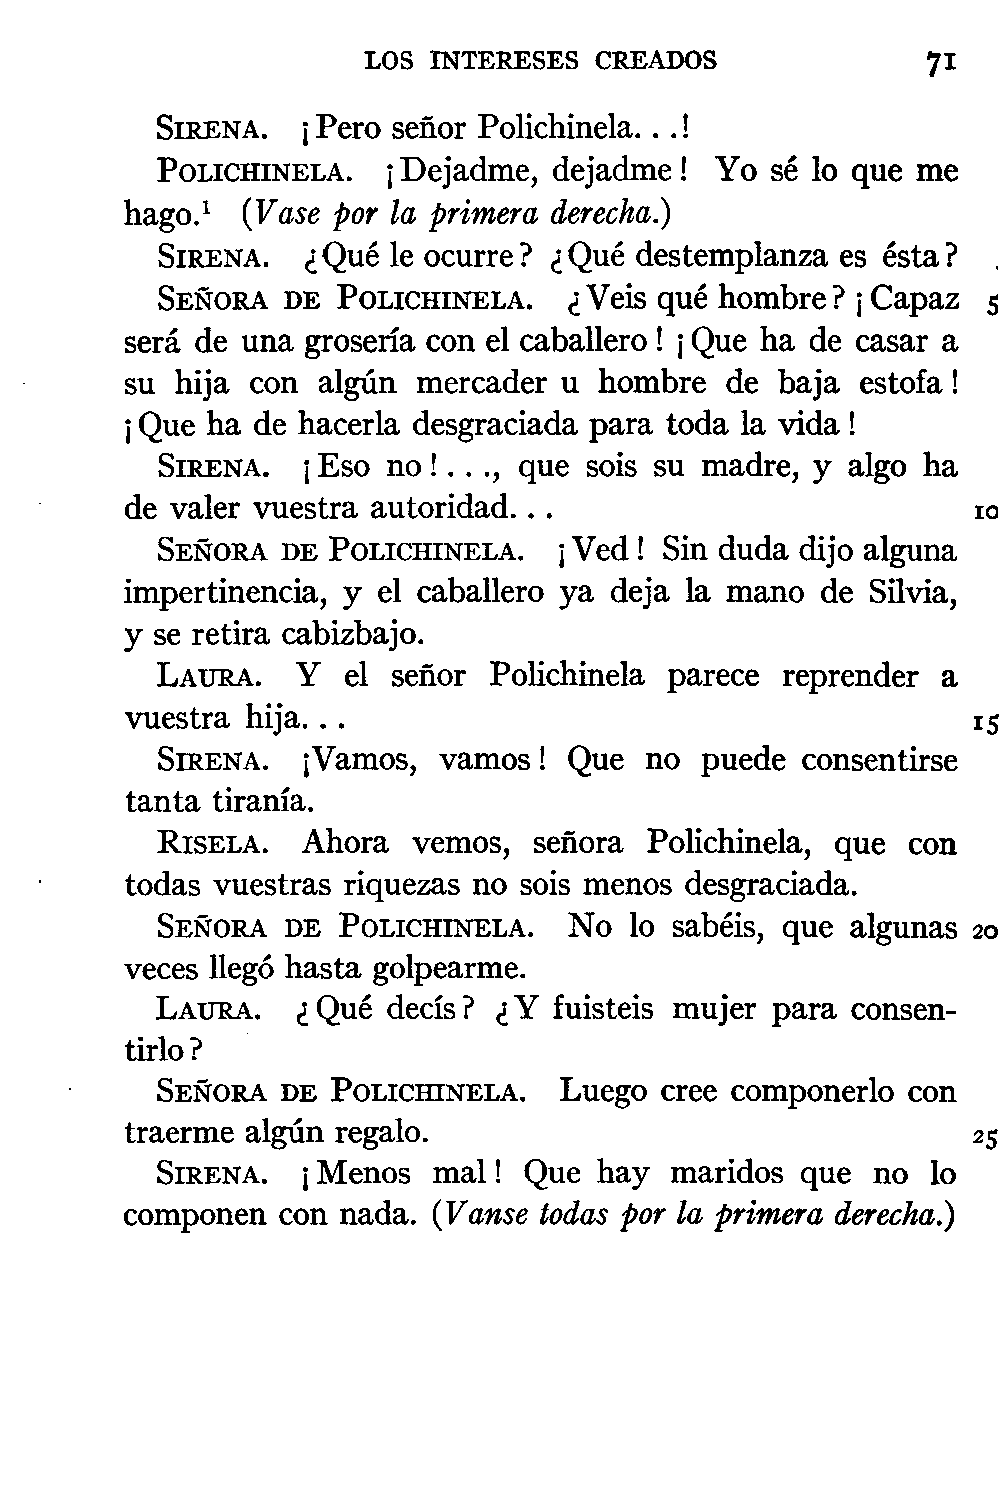 LOS INTERESES CREADOS 71
SIRENA. ¡Pero señor Polichinela. . .!
POLICHINELA. ¡Dejadme, dejadme! Yo sé lo que me
hago.¹ (Vase por la primera derecha.)
SIRENA. ¿Qué le ocurre? ¿Qué destemplanza es ésta?
SEÑORA DE POLICHINELA. ¿Veis qué hombre? ¡Capaz 5
será de una grosería con el caballero! ¡Que ha de casar a
su hija con algún mercader u hombre de baja estofa!
¡Que ha de hacerla desgraciada para toda la vida!
SIRENA. ¡Eso no!. . ., que sois su madre, y algo ha
de valer vuestra autoridad. . . 10
SEÑORA DE POLICHINELA. ¡Ved! Sin duda dijo alguna
impertinencia, y el caballero ya deja la mano de Silvia,
y se retira cabizbajo.
LAURA. Y el señor Polichinela parece reprender a
vuestra hija. . . 15
SIRENA. ¡Vamos, vamos! Que no puede consentirse
tanta tiranía.
RISELA. Ahora vemos, señora Polichinela, que con
todas vuestras riquezas no sois menos desgraciada.
SEÑORA DE POLICHINELA. No lo sabéis, que algunas 20
veces llegó hasta golpearme.
LAURA. ¿Qué decís? ¿Y fuisteis mujer para consen-
tirlo?
SEÑORA DE POLICHINELA. Luego cree componerlo con
traerme algún regalo. 25
SIRENA. ¡Menos mal! Que hay maridos que no lo
componen con nada. (Vanse todas por la primera derecha.)